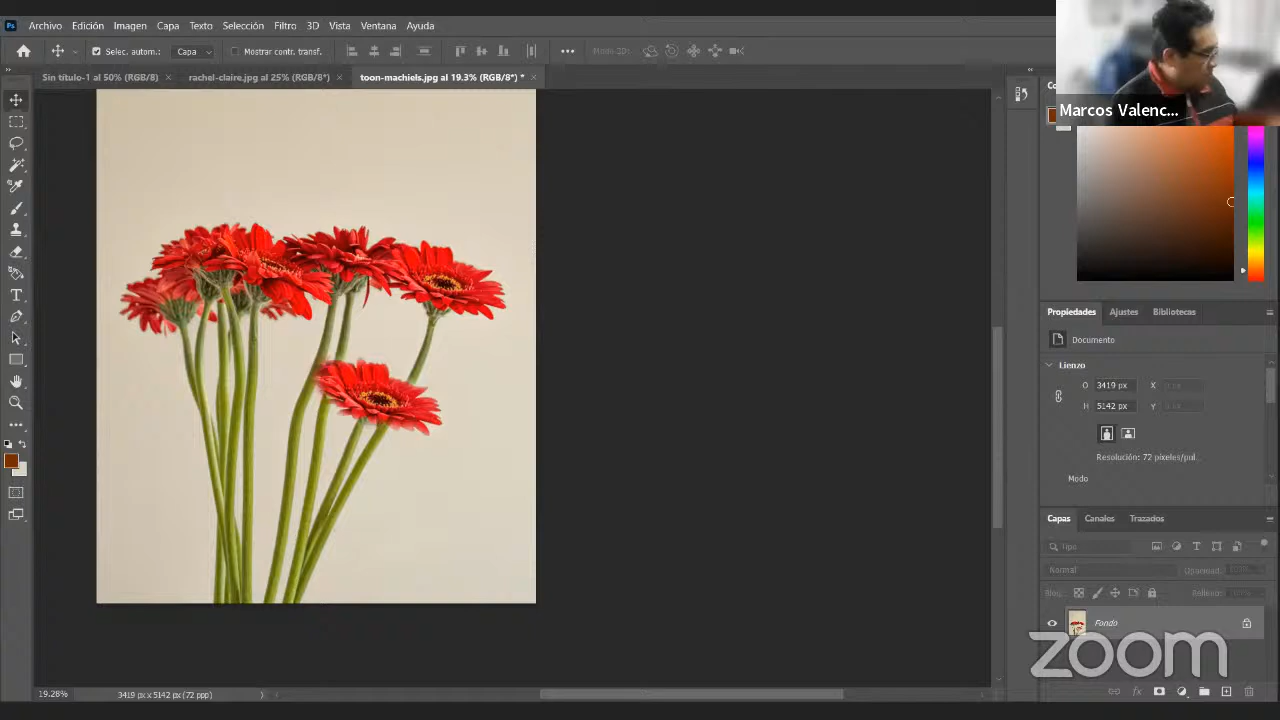 Ps Archivo Edición Imagen Capa Texto Selección Filtro 3D Vista Ventana Ayuda
Selec. autom.: Capa Mostrar contr. transf. ••• Modo 3D:
Sin título-1 al 50% (RGB/8) × rachel-claire.jpg al 25% (RGB/8*) × toon-machiels.jpg al 19.3% (RGB/8*) * ×
Marcos Valenc...
Propiedades Ajustes Bibliotecas
Documento
Lienzo
O 3419 px X
H 5142 px Y
Resolución: 72 píxeles/pul...
Modo
Capas Canales Trazados
Tipo
Normal Opacidad:
Bloq.: Relleno:
Fondo
zoom
19.28% 3419 px x 5142 px (72 ppp)